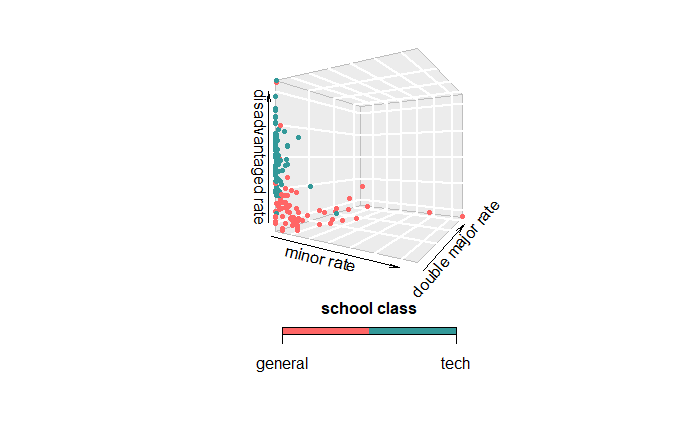 disadvantaged rate
minor rate
double major rate
school class
general
tech